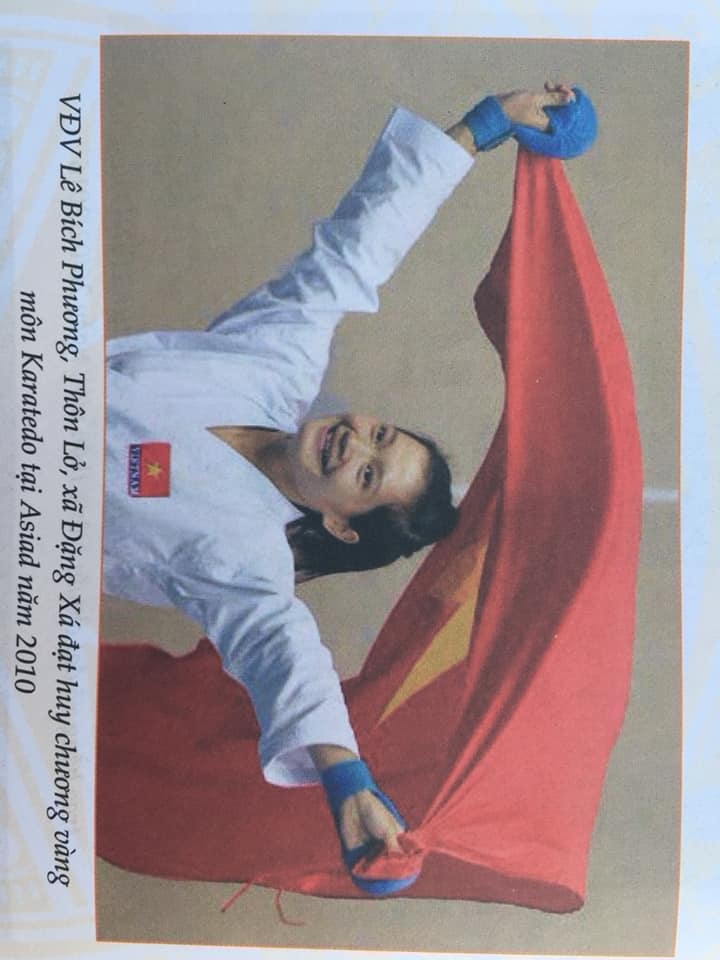 VIETNAM
VĐV Lê Bích Phương, Thôn Lở, xã Đặng Xá đạt huy chương vàng
môn Karatedo tại Asiad năm 2010